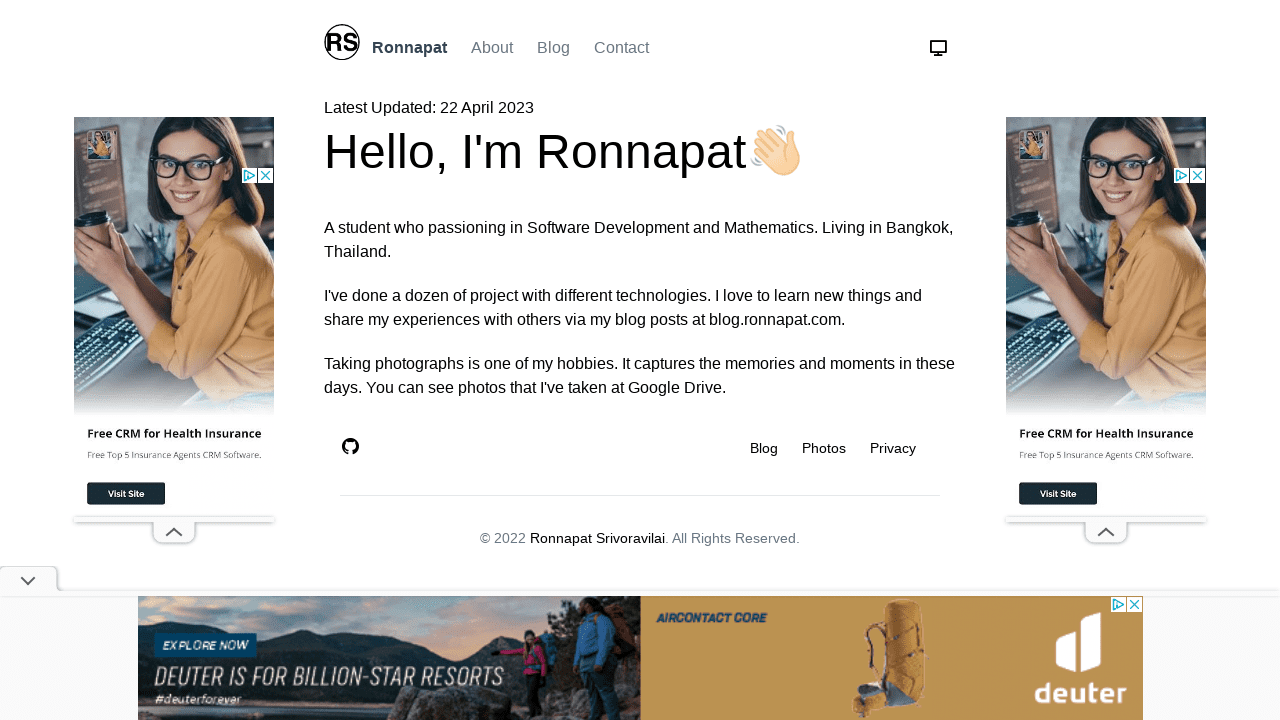 RS
Ronnapat About Blog Contact
Latest Updated: 22 April 2023
Hello, I'm Ronnapat👋🏼
A student who passioning in Software Development and Mathematics. Living in Bangkok,
Thailand.
I've done a dozen of project with different technologies. I love to learn new things and
share my experiences with others via my blog posts at blog.ronnapat.com.
Taking photographs is one of my hobbies. It captures the memories and moments in these
days. You can see photos that I've taken at Google Drive.
Blog Photos Privacy
© 2022 Ronnapat Srivoravilai. All Rights Reserved.
Free CRM for Health Insurance
Free Top 5 Insurance Agents CRM Software.
Visit Site
Free CRM for Health Insurance
Free Top 5 Insurance Agents CRM Software.
Visit Site
EXPLORE NOW
DEUTER IS FOR BILLION-STAR RESORTS
#deuterforever
AIRCONTACT CORE
deuter